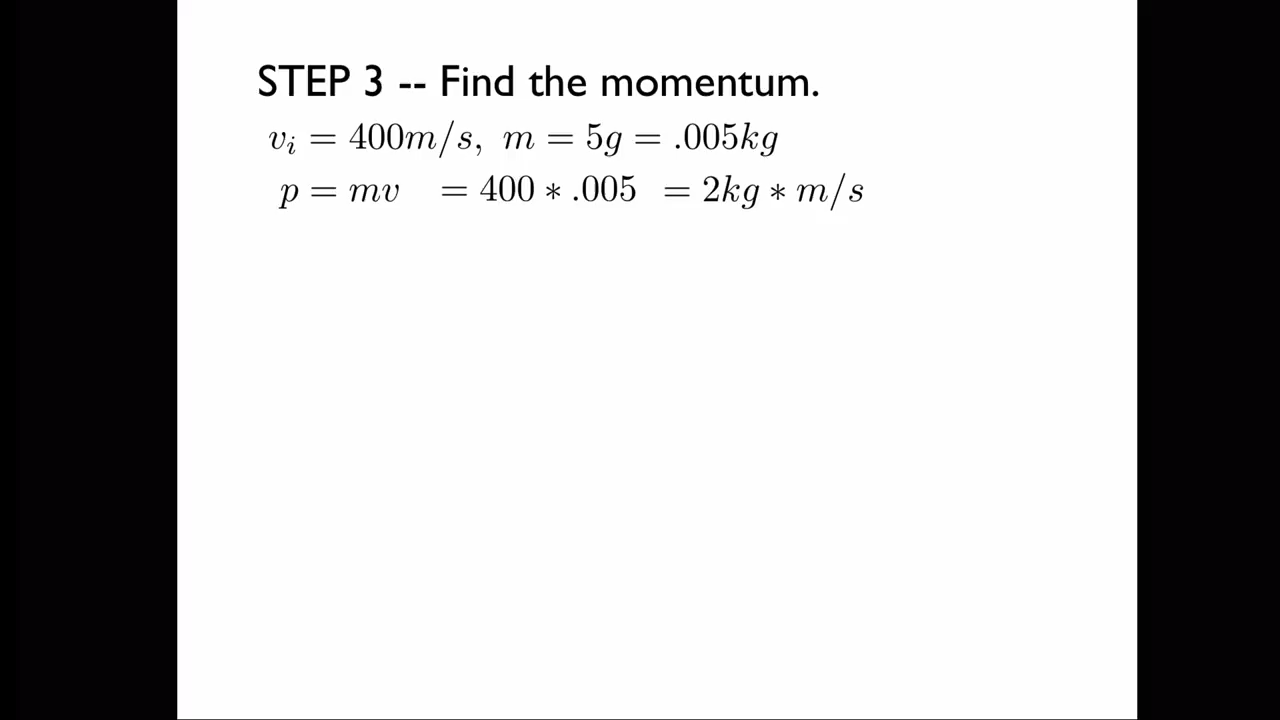 STEP 3 -- Find the momentum.
v_i = 400m/s, m = 5g = .005kg
p = mv = 400 * .005 = 2kg * m/s